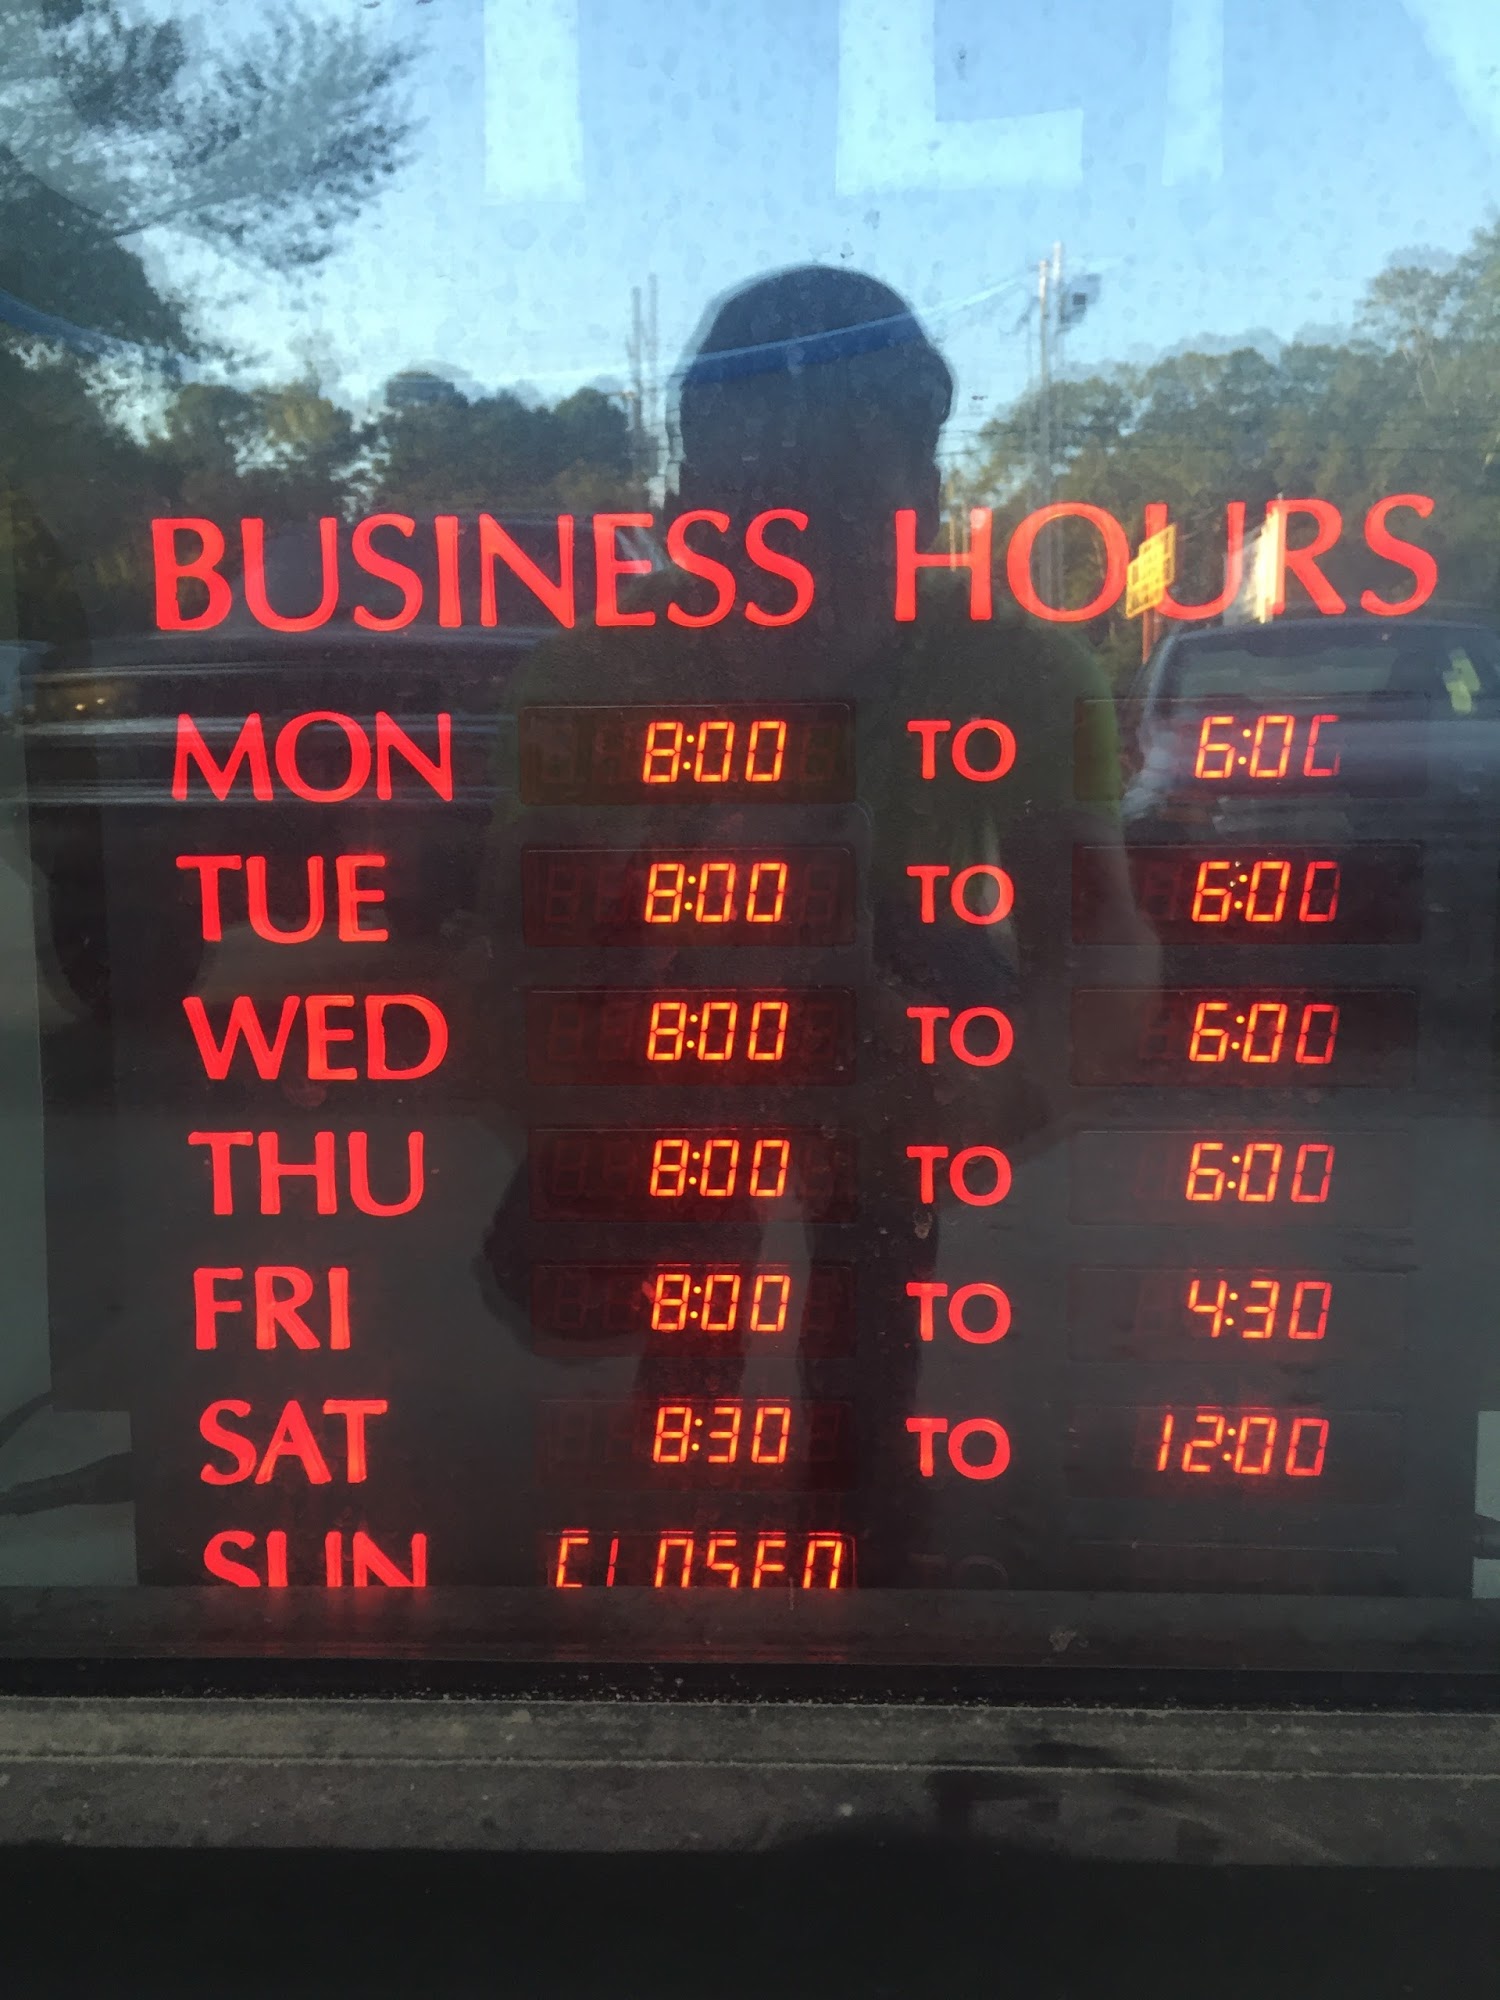 BUSINESS HOURS
MON 8:00 TO 6:00
TUE 8:00 TO 6:00
WED 8:00 TO 6:00
THU 8:00 TO 6:00
FRI 8:00 TO 4:30
SAT 8:30 TO 12:00
SUN CLOSED